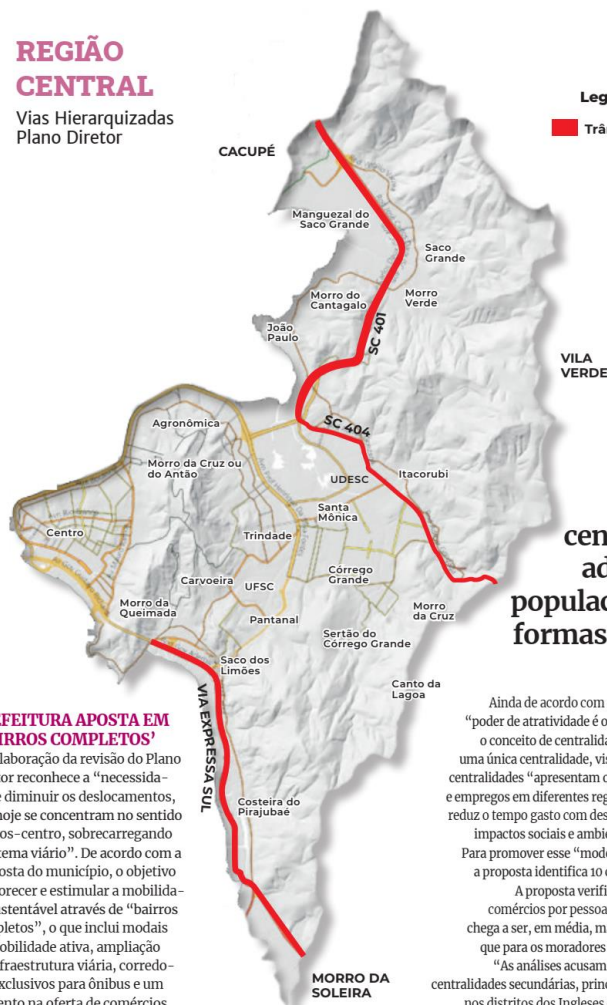 REGIÃO
CENTRAL
Vias Hierarquizadas
Plano Diretor
Leg
Trân
CACUPÉ
Manguezal do
Saco Grande
Saco
Grande
Morro do
Cantagalo
Morro
Verde
João
Paulo
SC 401
VILA
VERDE
SC 404
Agronômica
Morro da Cruz ou
do Antão
UDESC
Itacorubi
Santa
Mônica
Centro
Trindade
Córrego
Grande
Carvoeira
UFSC
Morro da
Queimada
Pantanal
Morro
da Cruz
Sertão do
Córrego Grande
Saco dos
Limões
Canto da
Lagoa
VIA EXPRESSA SUL
Costeira do
Pirajubaé
MORRO DA
SOLEIRA
cen
ad
populac
formas
EFEITURA APOSTA EM
IRROS COMPLETOS’
laboração da revisão do Plano
tor reconhece a “necessida-
e diminuir os deslocamentos,
hoje se concentram no sentido
os-centro, sobrecarregando
tema viário”. De acordo com a
osta do município, o objetivo
orecer e estimular a mobilida-
ustentável através de “bairros
pletos”, o que inclui modais
obilidade ativa, ampliação
fraestrutura viária, corredo-
xclusivos para ônibus e um
ento na oferta de comércios
Ainda de acordo com
“poder de atratividade é o
o conceito de centralida
uma única centralidade, vis
centralidades “apresentam o
e empregos em diferentes reg
reduz o tempo gasto com des
impactos sociais e ambie
Para promover esse “mode
a proposta identifica 10 c
A proposta verifi
comércios por pessoa
chega a ser, em média, m
que para os moradores
“As análises acusam
centralidades secundárias, princ
nos distritos dos Ingleses